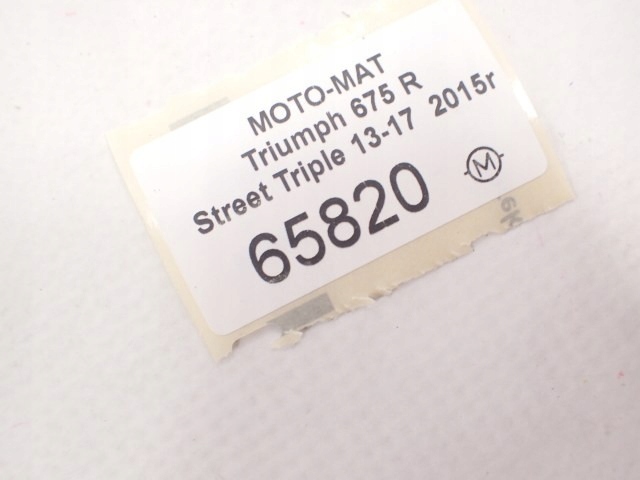 MOTO-MAT
Triumph 675 R
Street Triple 13-17 2015r
M
65820